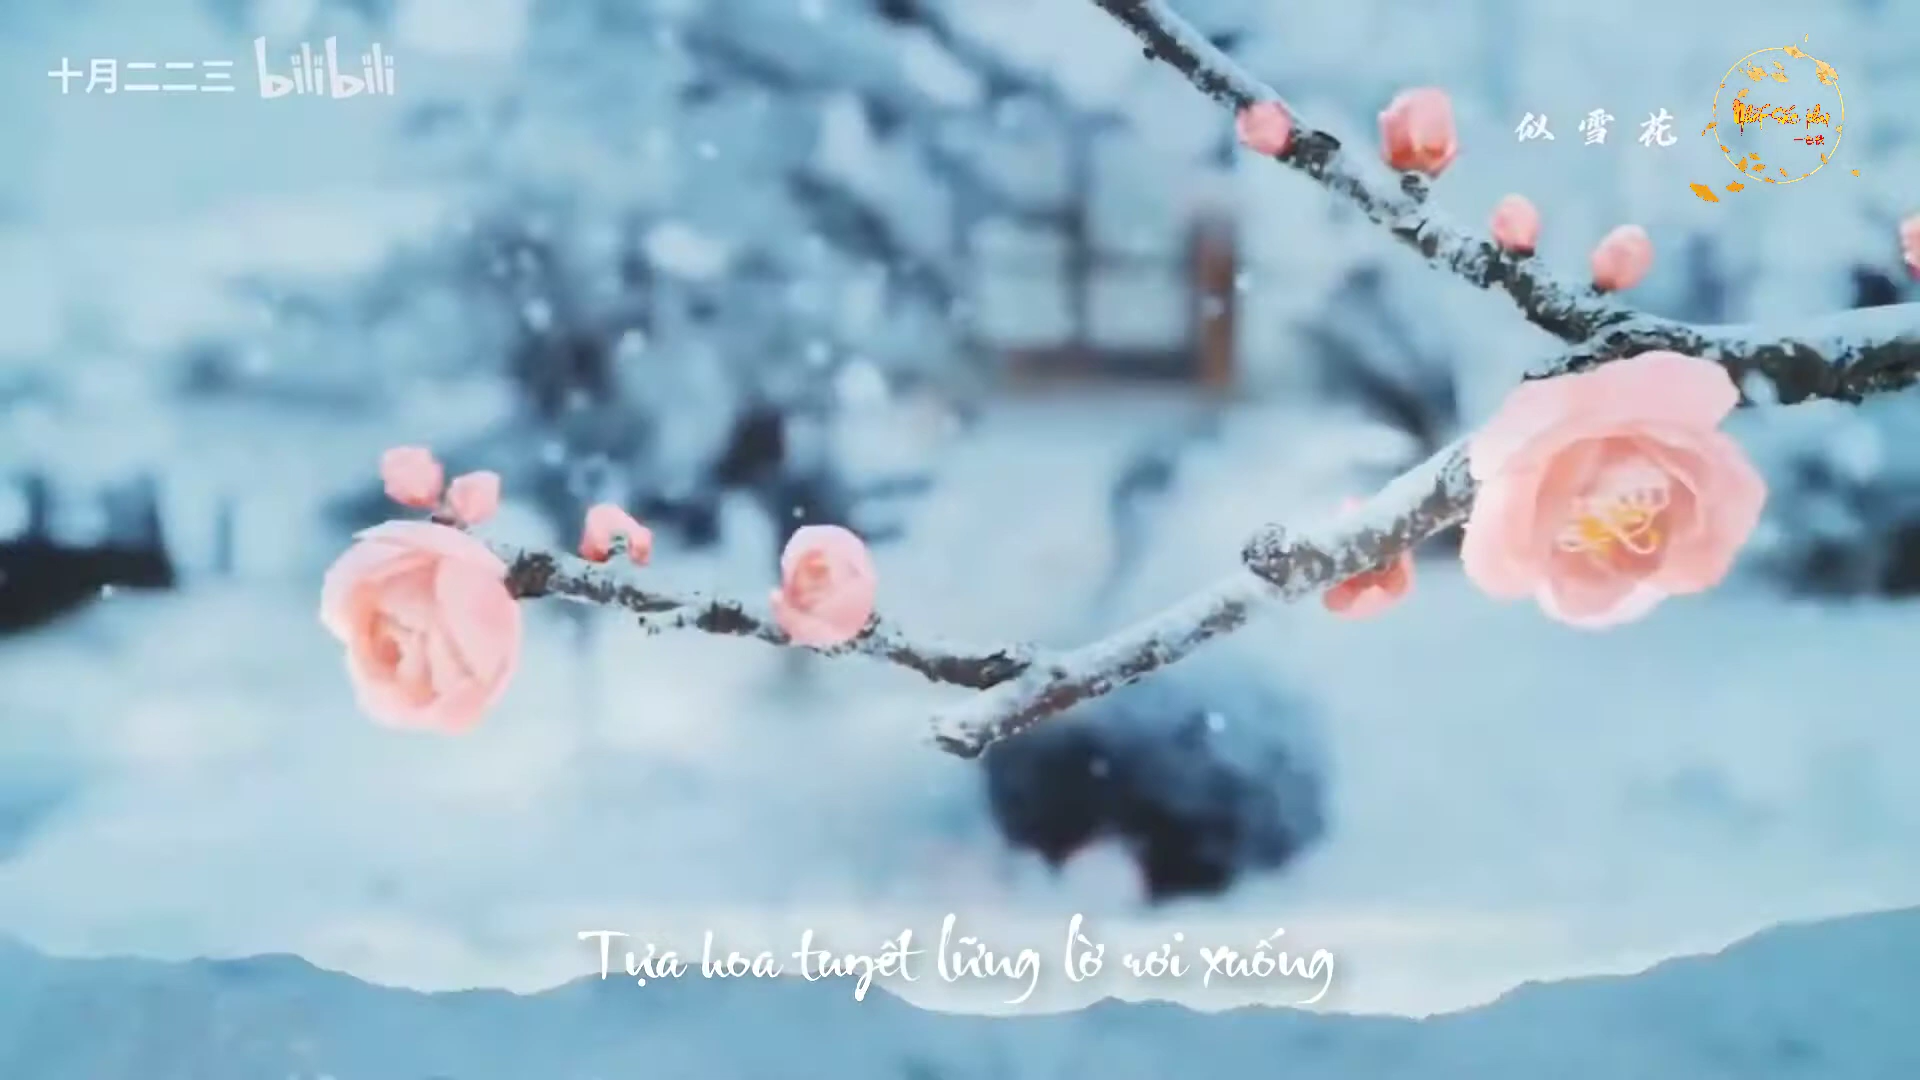 十月二二三 bilibili
似雪花
Tựa hoa tuyết lững lờ rơi xuống